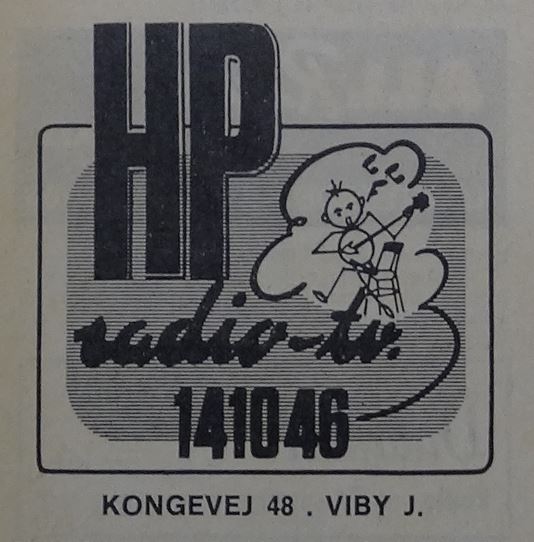 HP
radio-tv.
141046
KONGEVEJ 48 . VIBY J.